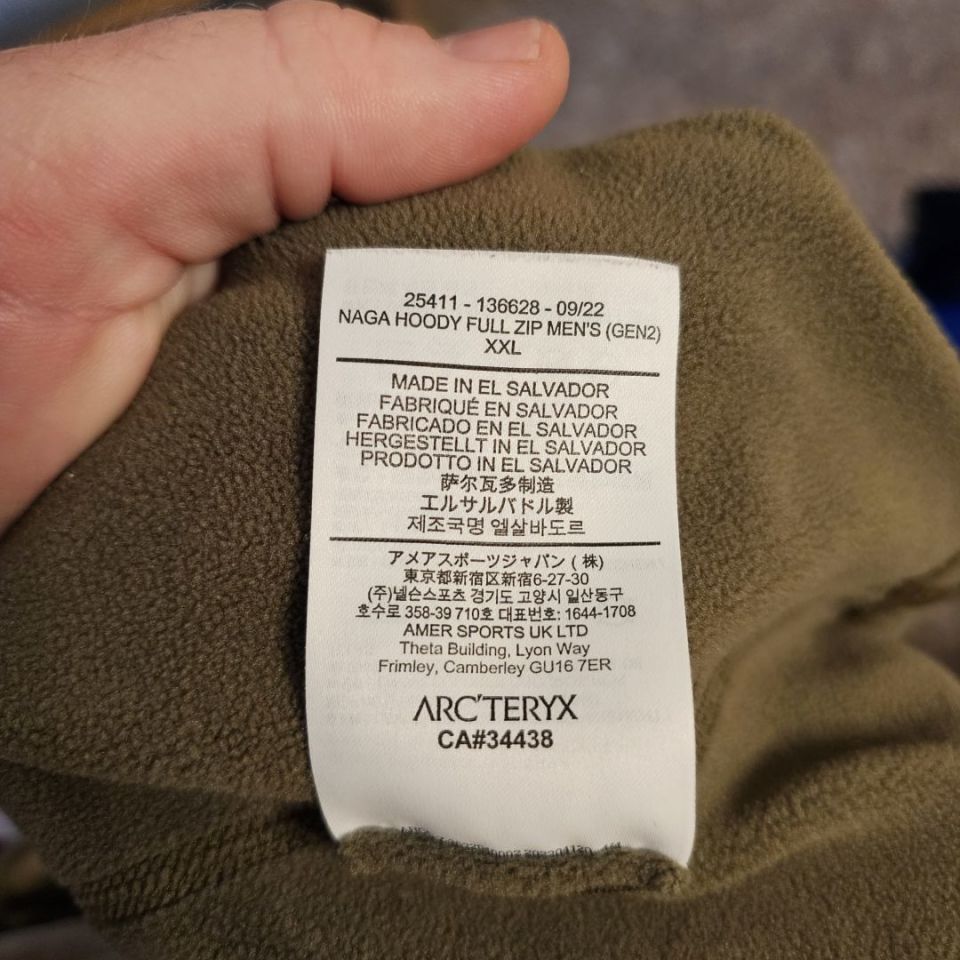 25411 - 136628 - 09/22
NAGA HOODY FULL ZIP MEN'S (GEN2)
XXL
MADE IN EL SALVADOR
FABRIQUÉ EN SALVADOR
FABRICADO EN EL SALVADOR
HERGESTELLT IN EL SALVADOR
PRODOTTO IN EL SALVADOR
萨尔瓦多制造
エルサルバドル製
제조국명 엘살바도르
アメアスポーツジャパン (株)
東京都新宿区新宿6-27-30
(주)넬슨스포츠 경기도 고양시 일산동구
호수로 358-39 710호 대표번호: 1644-1708
AMER SPORTS UK LTD
Theta Building, Lyon Way
Frimley, Camberley GU16 7ER
ARC'TERYX
CA#34438